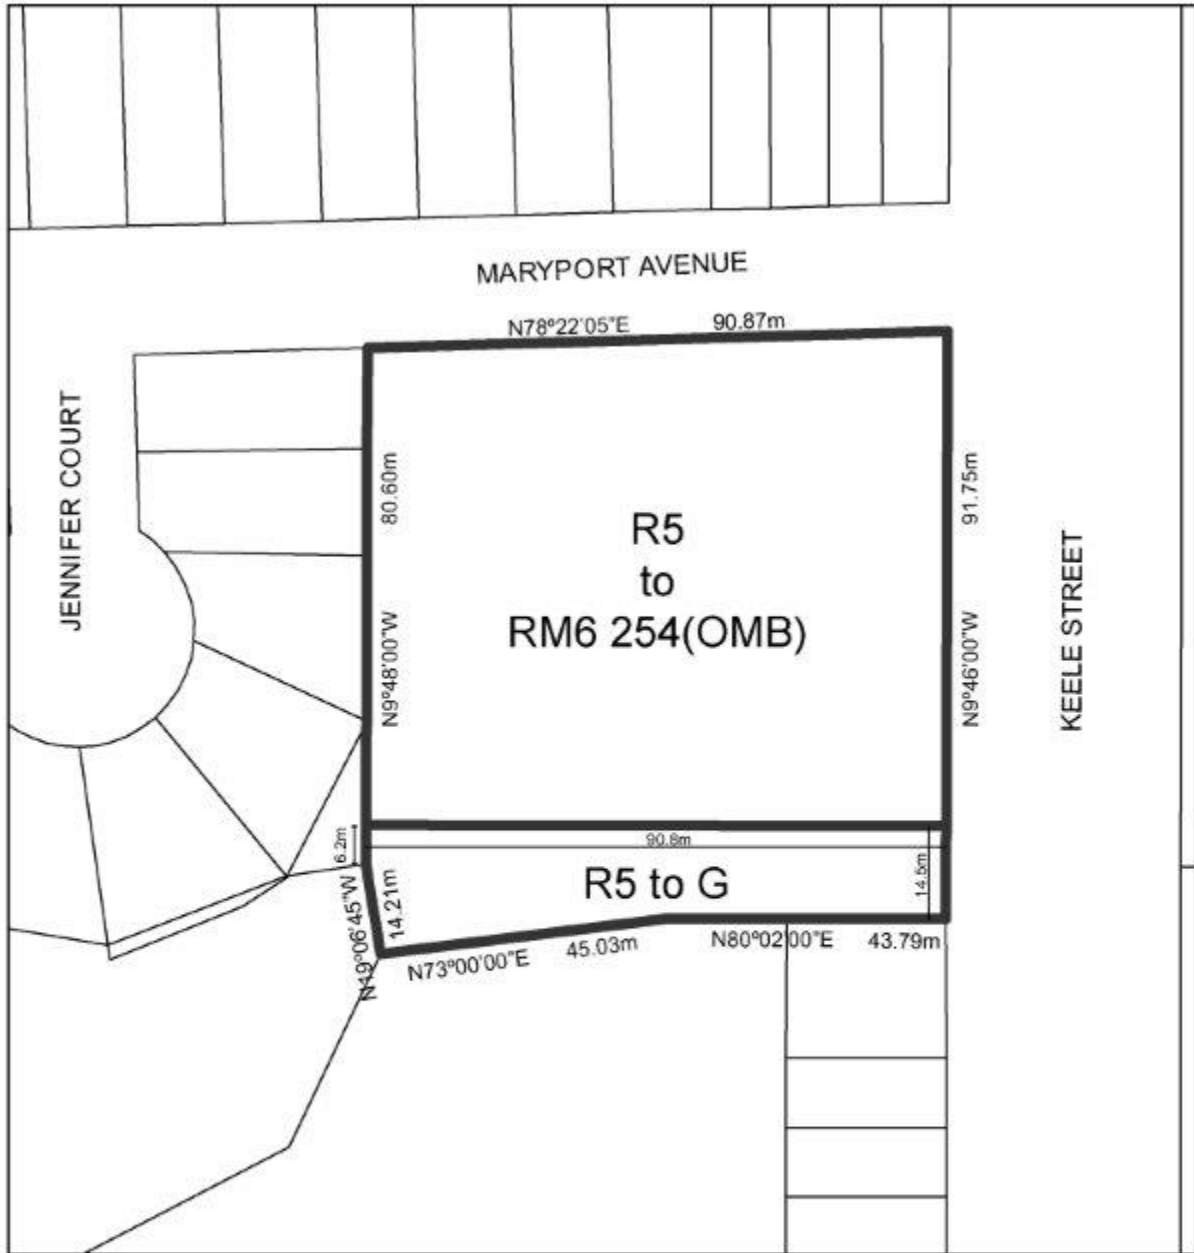 MARYPORT AVENUE
N78º22'05"E 90.87m
JENNIFER COURT
80.60m
N9º48'00"W
R5
to
RM6 254(OMB)
91.75m
N9º46'00"W
KEELE STREET
6.2m
90.8m
14.5m
R5 to G
N19º06'45"W
14.21m
N73º00'00"E 45.03m
N80º02'00"E 43.79m